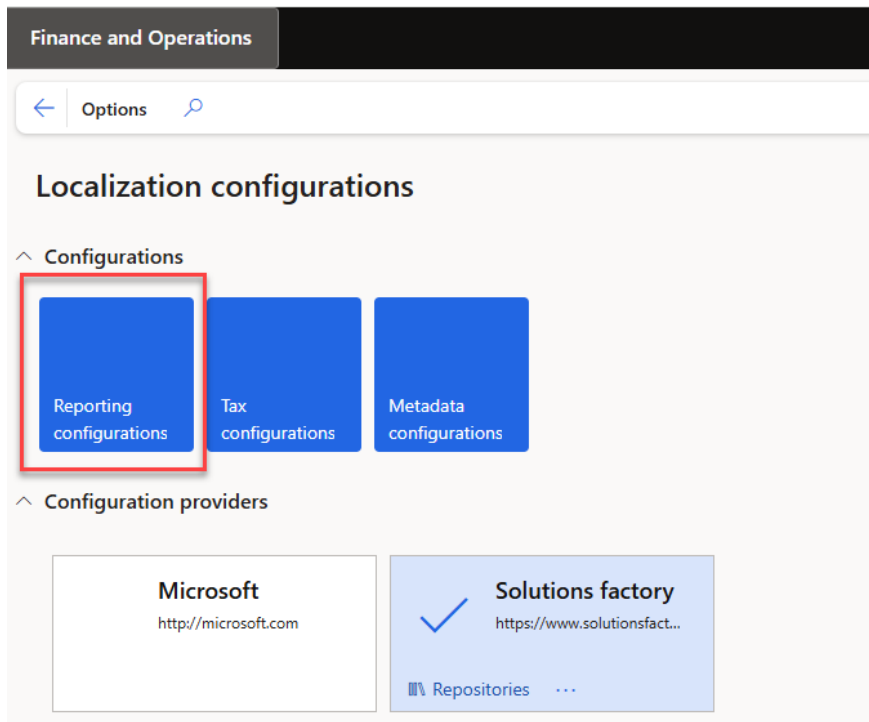 Finance and Operations
Options
Localization configurations
Configurations
Reporting
configurations
Tax
configurations
Metadata
configurations
Configuration providers
Microsoft
http://microsoft.com
Solutions factory
https://www.solutionsfact...
Repositories